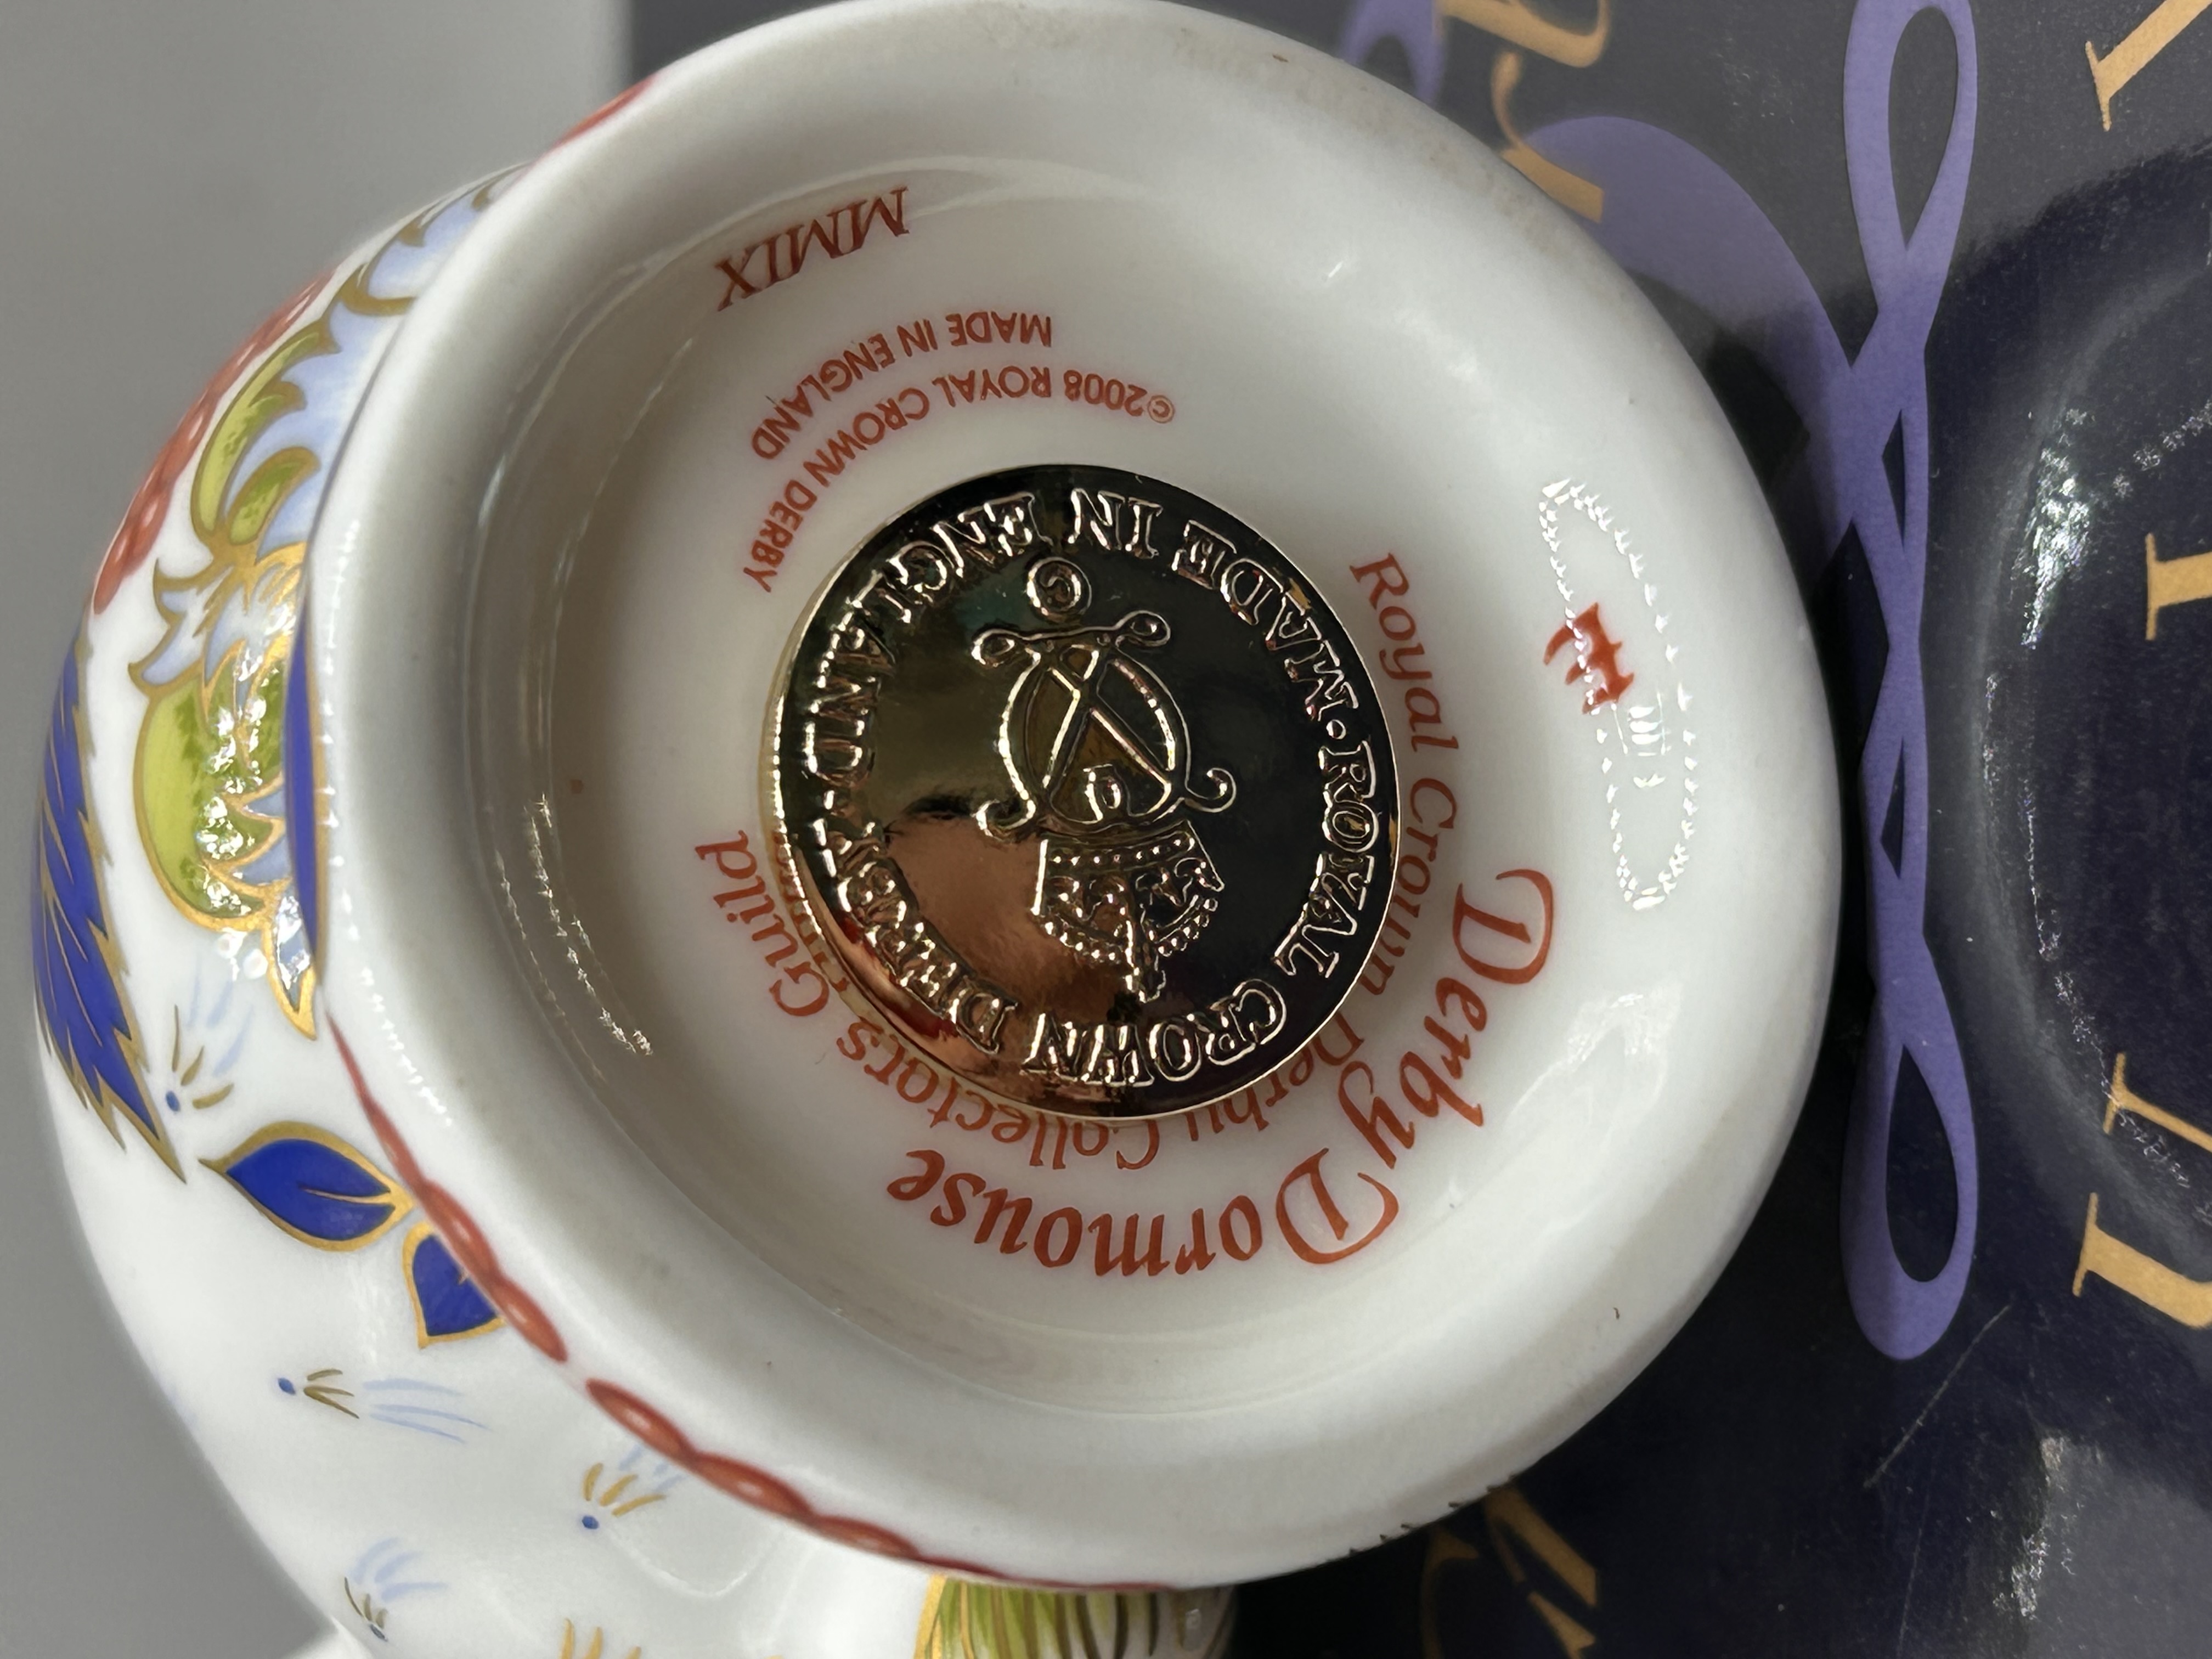 Derby Dormouse
Royal Crown Derby Collectors Guild
·ROYAL CROWN DERBY·
MADE IN ENGLAND
©
©2008 ROYAL CROWN DERBY
MADE IN ENGLAND
MMIX